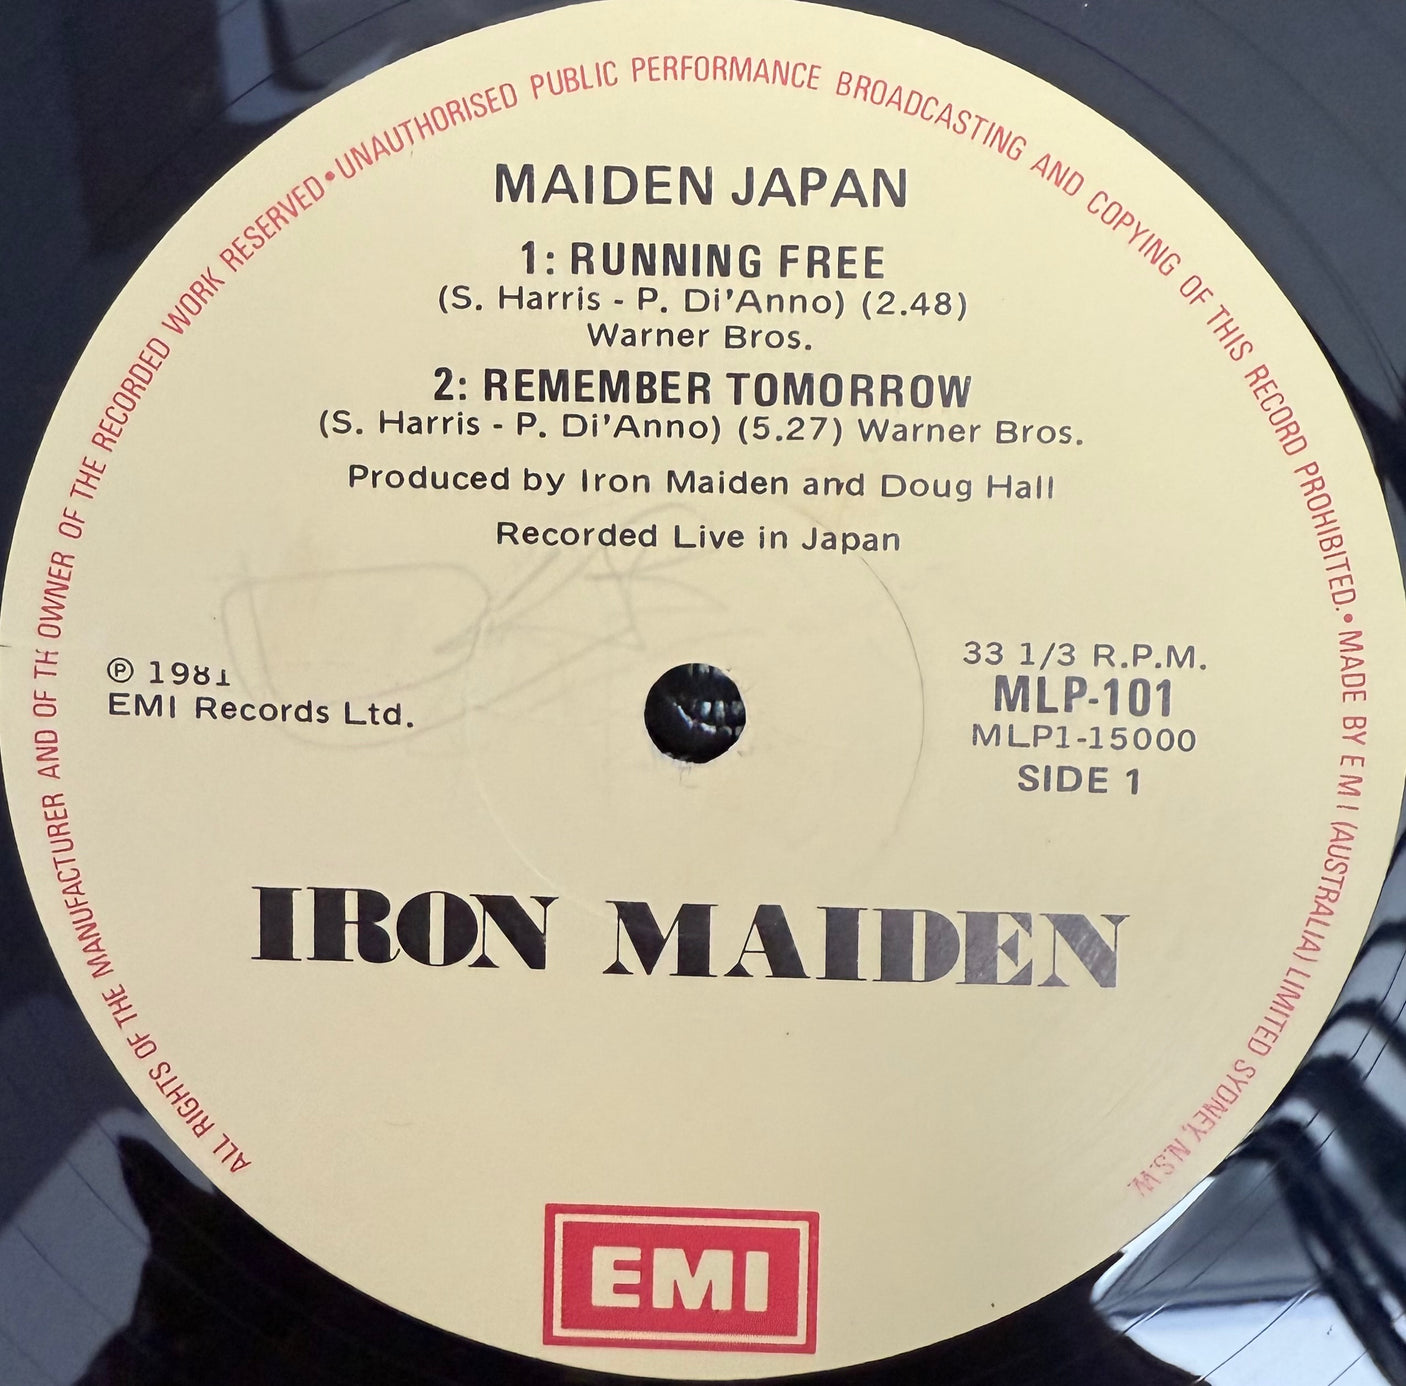 ALL RIGHTS OF THE MANUFACTURER AND OF TH OWNER OF THE RECORDED WORK RESERVED • UNAUTHORISED PUBLIC PERFORMANCE BROADCASTING AND COPYING OF THIS RECORD PROHIBITED. • MADE BY E M I (AUSTRALIA) LIMITED SYDNEY, N.S.W.
MAIDEN JAPAN
1: RUNNING FREE
(S. Harris - P. Di'Anno) (2.48)
Warner Bros.
2: REMEMBER TOMORROW
(S. Harris - P. Di'Anno) (5.27) Warner Bros.
Produced by Iron Maiden and Doug Hall
Recorded Live in Japan
℗ 1981
EMI Records Ltd.
33 1/3 R.P.M.
MLP-101
MLP1-15000
SIDE 1
IRON MAIDEN
EMI